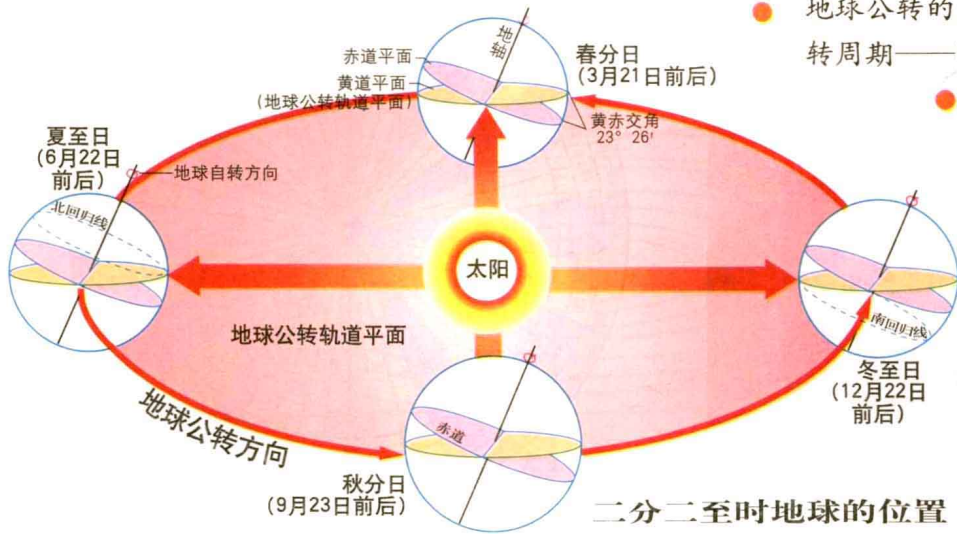 地球公转的
转周期——
地轴
赤道平面
黄道平面
(地球公转轨道平面)
春分日
(3月21日前后)
黄赤交角
23° 26′
夏至日
(6月22日
前后)
地球自转方向
北回归线
太阳
地球公转轨道平面
南回归线
冬至日
(12月22日
前后)
地球公转方向
赤道
秋分日
(9月23日前后)
二分二至时地球的位置